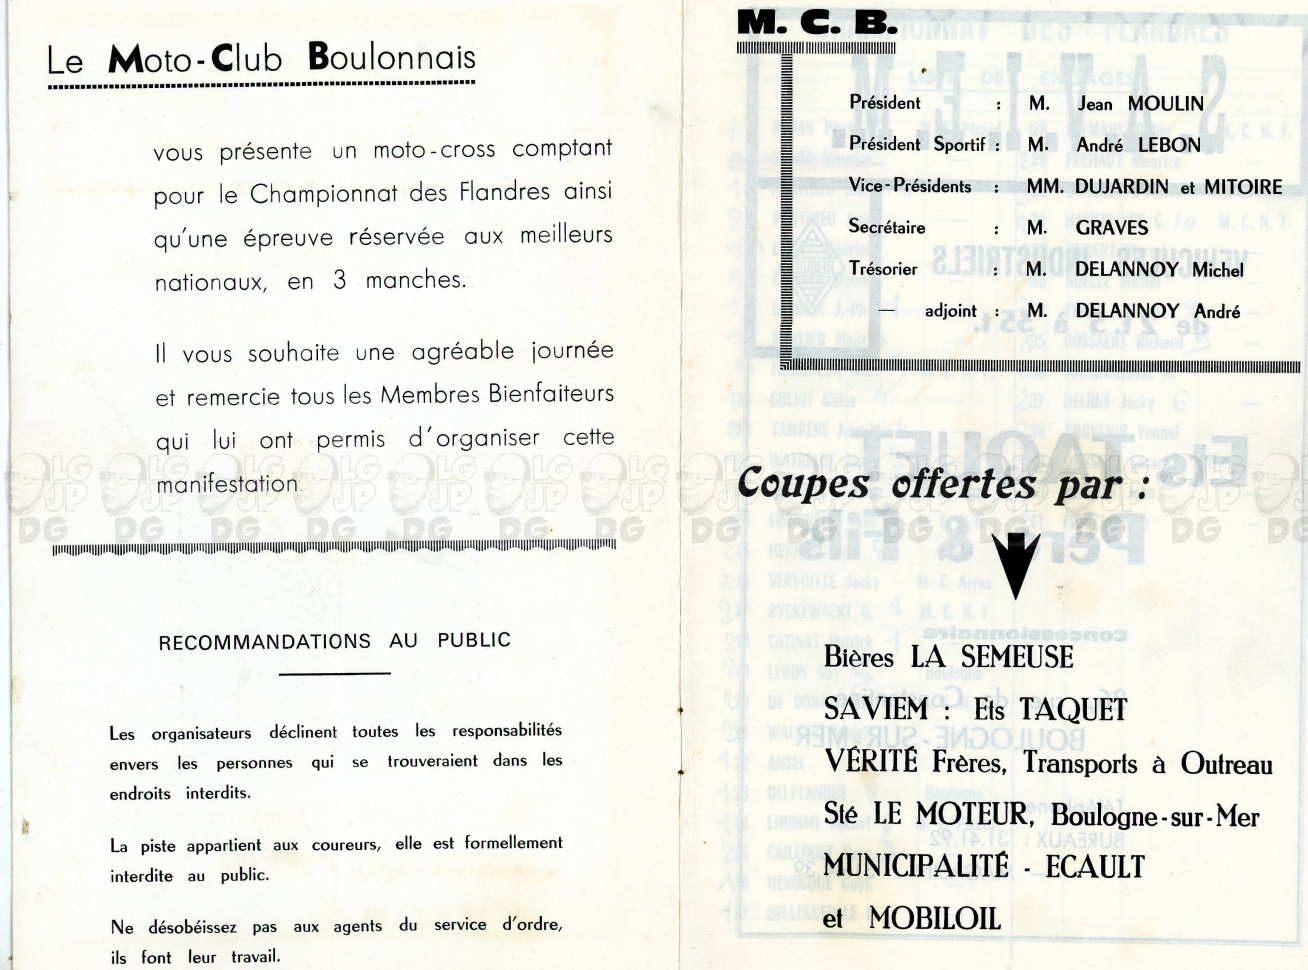 Le Moto-Club Boulonnais
vous présente un moto-cross comptant
pour le Championnat des Flandres ainsi
qu'une épreuve réservée aux meilleurs
nationaux, en 3 manches.
Il vous souhaite une agréable journée
et remercie tous les Membres Bienfaiteurs
qui lui ont permis d'organiser cette
manifestation.
RECOMMANDATIONS AU PUBLIC
Les organisateurs déclinent toutes les responsabilités
envers les personnes qui se trouveraient dans les
endroits interdits.
La piste appartient aux coureurs, elle est formellement
interdite au public.
Ne désobéissez pas aux agents du service d'ordre,
ils font leur travail.
M. C. B.
Président : M. Jean MOULIN
Président Sportif : M. André LEBON
Vice-Présidents : MM. DUJARDIN et MITOIRE
Secrétaire : M. GRAVES
Trésorier : M. DELANNOY Michel
— adjoint : M. DELANNOY André
Coupes offertes par :
Bières LA SEMEUSE
SAVIEM : Ets TAQUET
VÉRITÉ Frères, Transports à Outreau
Sté LE MOTEUR, Boulogne-sur-Mer
MUNICIPALITÉ - ECAULT
et MOBILOIL
LG JP DG